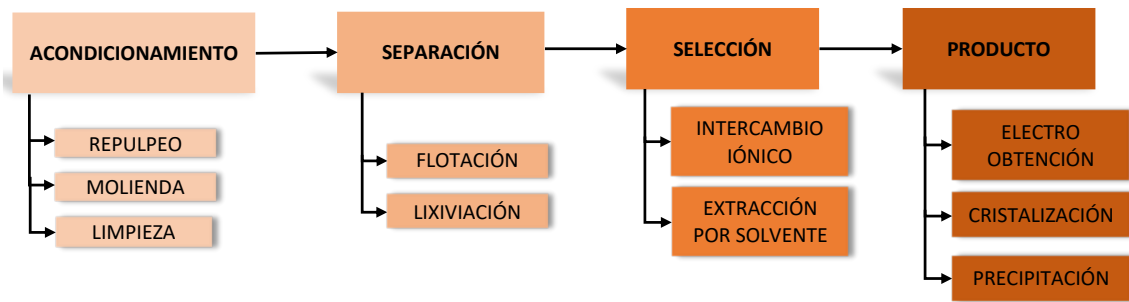 ACONDICIONAMIENTO
REPULPEO
MOLIENDA
LIMPIEZA
SEPARACIÓN
FLOTACIÓN
LIXIVIACIÓN
SELECCIÓN
INTERCAMBIO
IÓNICO
EXTRACCIÓN
POR SOLVENTE
PRODUCTO
ELECTRO
OBTENCIÓN
CRISTALIZACIÓN
PRECIPITACIÓN